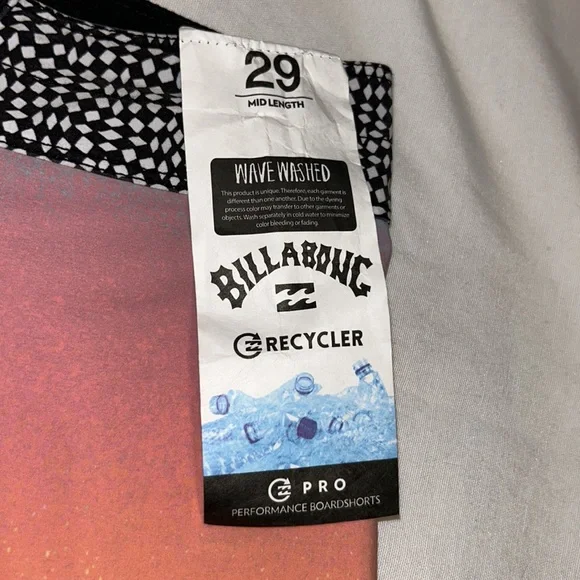 29
MID LENGTH
WAVE WASHED
This product is unique. Therefore, each garment is
different than one another. Due to the dyeing
process color may transfer to other garments or
objects. Wash separately in cold water to minimize
color bleeding or fading.
BILLABONG
RECYCLER
PRO
PERFORMANCE BOARDSHORTS